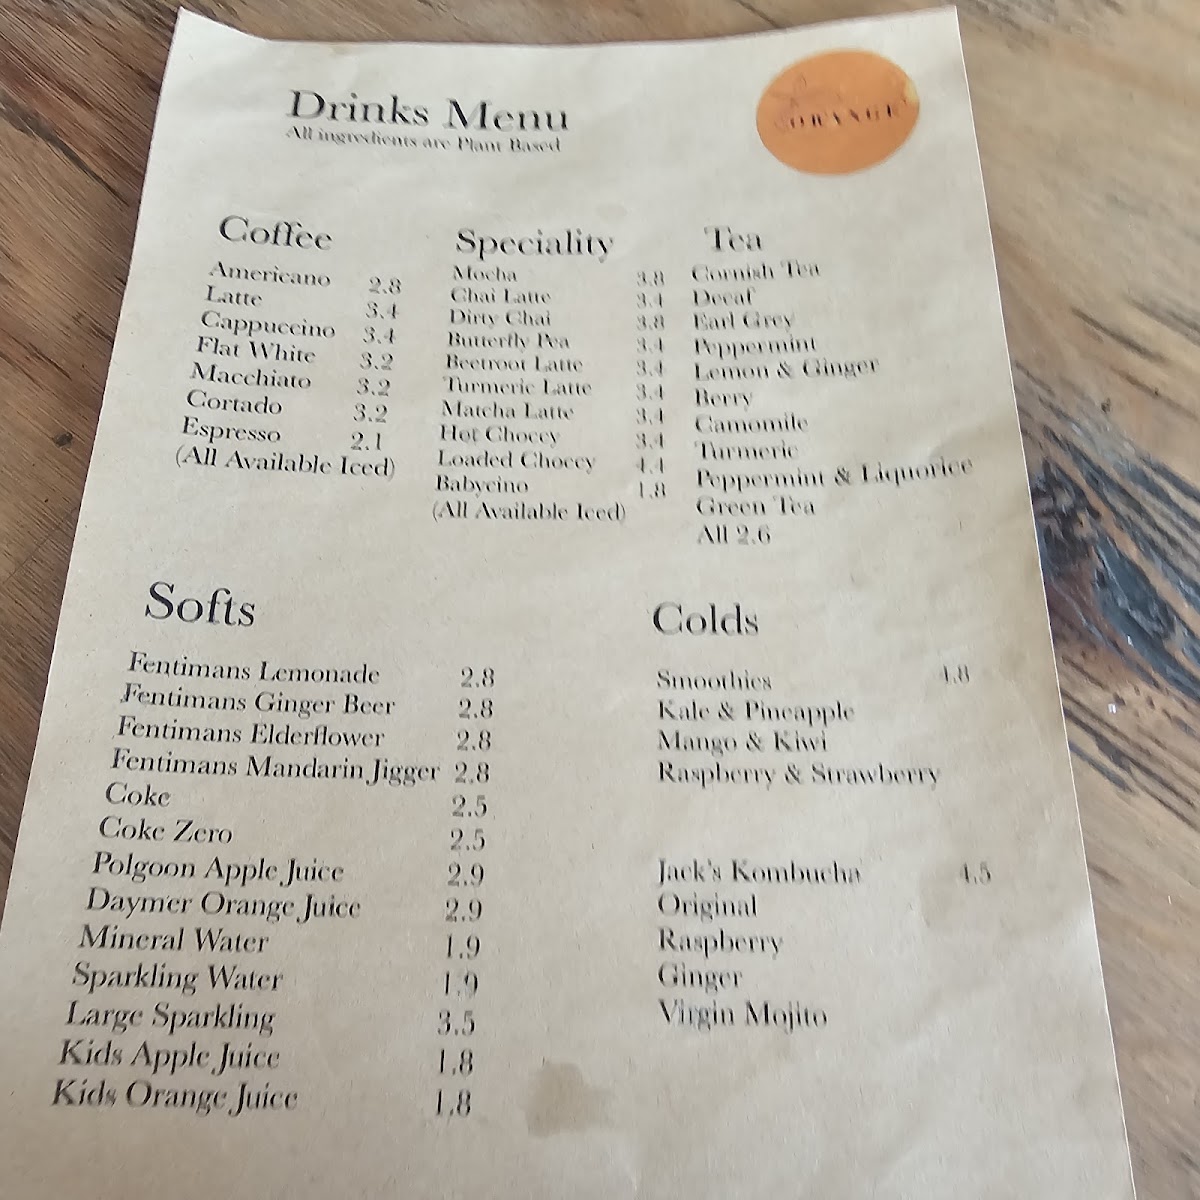 Drinks Menu
All ingredients are Plant Based
ORANGE
Coffee
Americano 2.8
Latte 3.4
Cappuccino 3.4
Flat White 3.2
Macchiato 3.2
Cortado 3.2
Espresso 2.1
(All Available Iced)
Speciality
Mocha 3.8
Chai Latte 3.4
Dirty Chai 3.8
Butterfly Pea 3.4
Beetroot Latte 3.4
Turmeric Latte 3.4
Matcha Latte 3.4
Hot Choccy 3.4
Loaded Choccy 4.4
Babycino 1.8
(All Available Iced)
Tea
Cornish Tea
Decaf
Earl Grey
Peppermint
Lemon & Ginger
Berry
Camomile
Turmeric
Peppermint & Liquorice
Green Tea
All 2.6
Softs
Fentimans Lemonade 2.8
Fentimans Ginger Beer 2.8
Fentimans Elderflower 2.8
Fentimans Mandarin Jigger 2.8
Coke 2.5
Coke Zero 2.5
Polgoon Apple Juice 2.9
Daymer Orange Juice 2.9
Mineral Water 1.9
Sparkling Water 1.9
Large Sparkling 3.5
Kids Apple Juice 1.8
Kids Orange Juice 1.8
Colds
Smoothies 4.8
Kale & Pineapple
Mango & Kiwi
Raspberry & Strawberry
Jack's Kombucha 4.5
Original
Raspberry
Ginger
Virgin Mojito